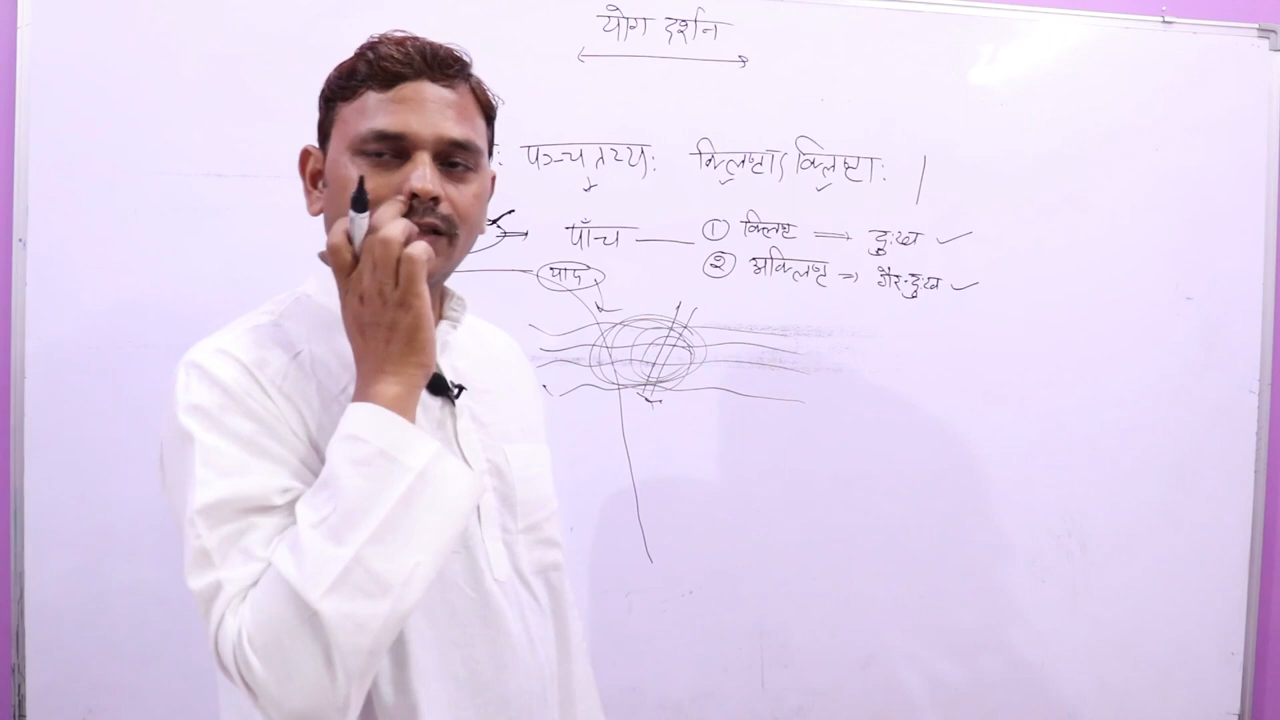 योग दर्शन
: पञ्चतय्य: क्लिष्टाऽक्लिष्टा: |
पाँच — ① क्लिष्ट ⇒ दुःख ✓
② अक्लिष्ट ⇒ गैर-दुःख ✓
याद